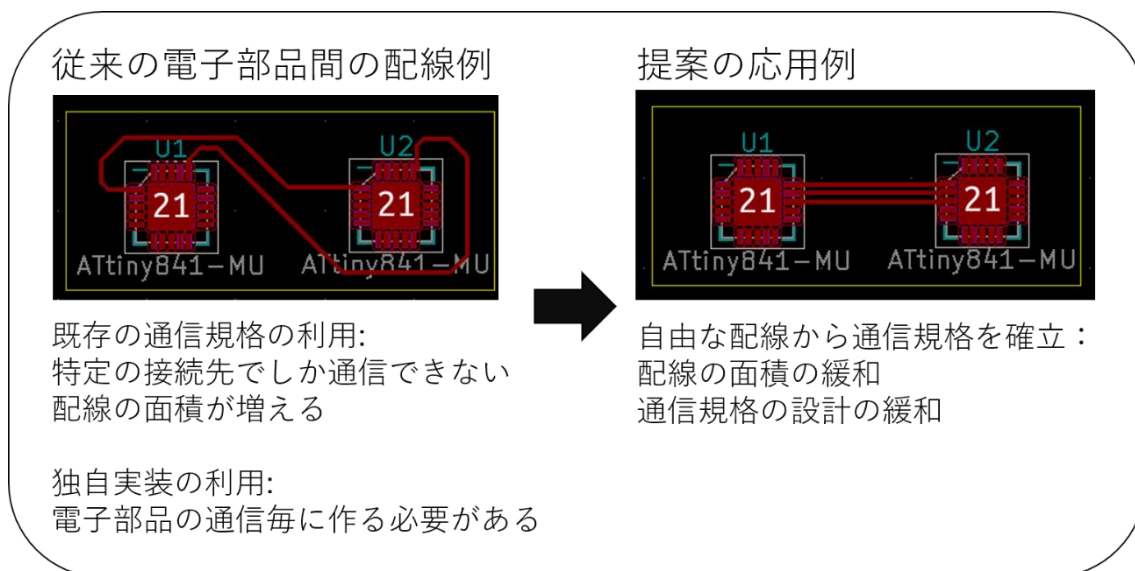 従来の電子部品間の配線例
U1
U2
21
21
ATtiny841-MU
ATtiny841-MU
既存の通信規格の利用:
特定の接続先でしか通信できない
配線の面積が増える
独自実装の利用:
電子部品の通信毎に作る必要がある
提案の応用例
U1
U2
21
21
ATtiny841-MU
ATtiny841-MU
自由な配線から通信規格を確立：
配線の面積の緩和
通信規格の設計の緩和